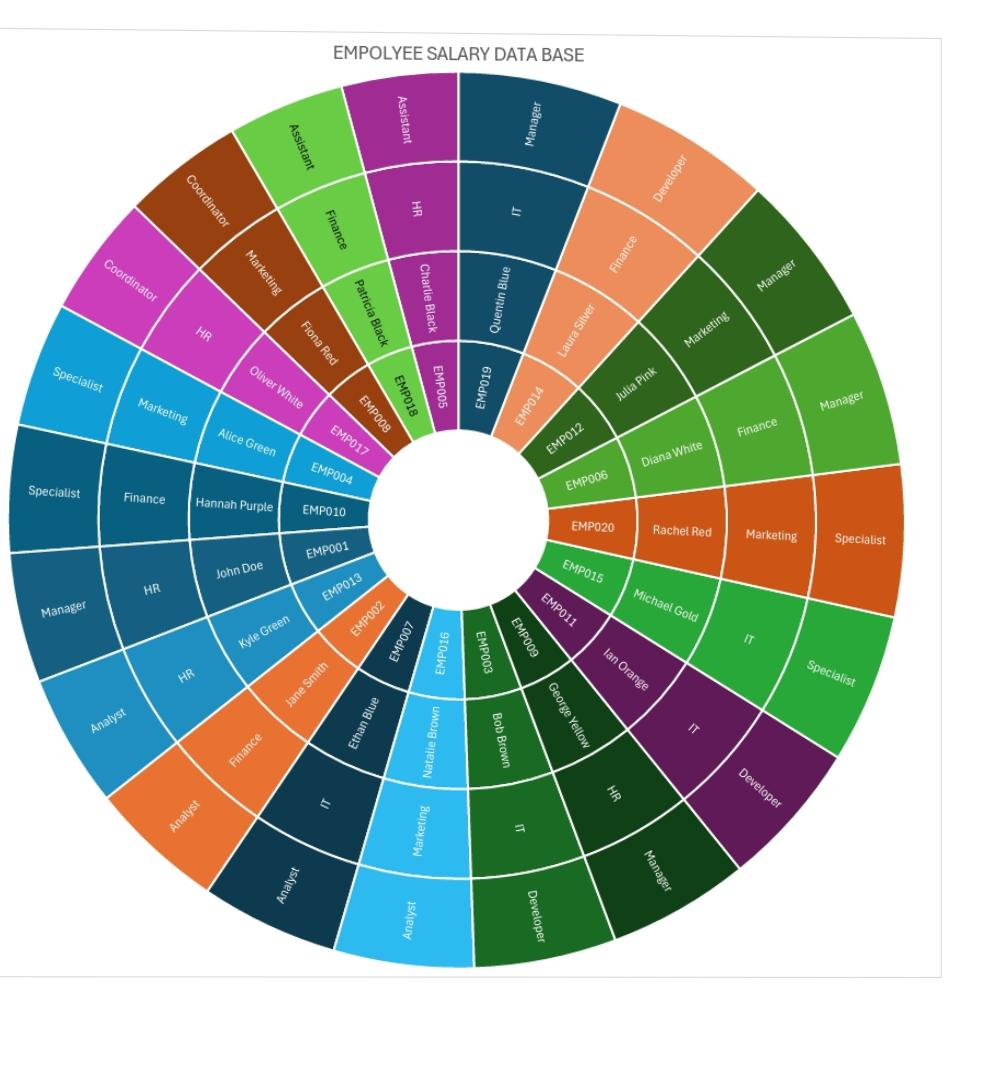 EMPOLYEE SALARY DATA BASE
EMP019
Quentin Blue
IT
Manager
EMP014
Laura Silver
Finance
Developer
EMP012
Julia Pink
Marketing
Manager
EMP006
Diana White
Finance
Manager
EMP020
Rachel Red
Marketing
Specialist
EMP015
Michael Gold
IT
Specialist
EMP011
Ian Orange
IT
Developer
EMP009
George Yellow
HR
Manager
EMP003
Bob Brown
IT
Developer
EMP016
Natalie Brown
Marketing
Analyst
EMP007
Ethan Blue
IT
Analyst
EMP002
Jane Smith
Finance
Analyst
EMP013
Kyle Green
HR
Analyst
EMP001
John Doe
HR
Manager
EMP010
Hannah Purple
Finance
Specialist
EMP004
Alice Green
Marketing
Specialist
EMP017
Oliver White
HR
Coordinator
EMP008
Fiona Red
Marketing
Coordinator
EMP018
Patricia Black
Finance
Assistant
EMP005
Charlie Black
HR
Assistant